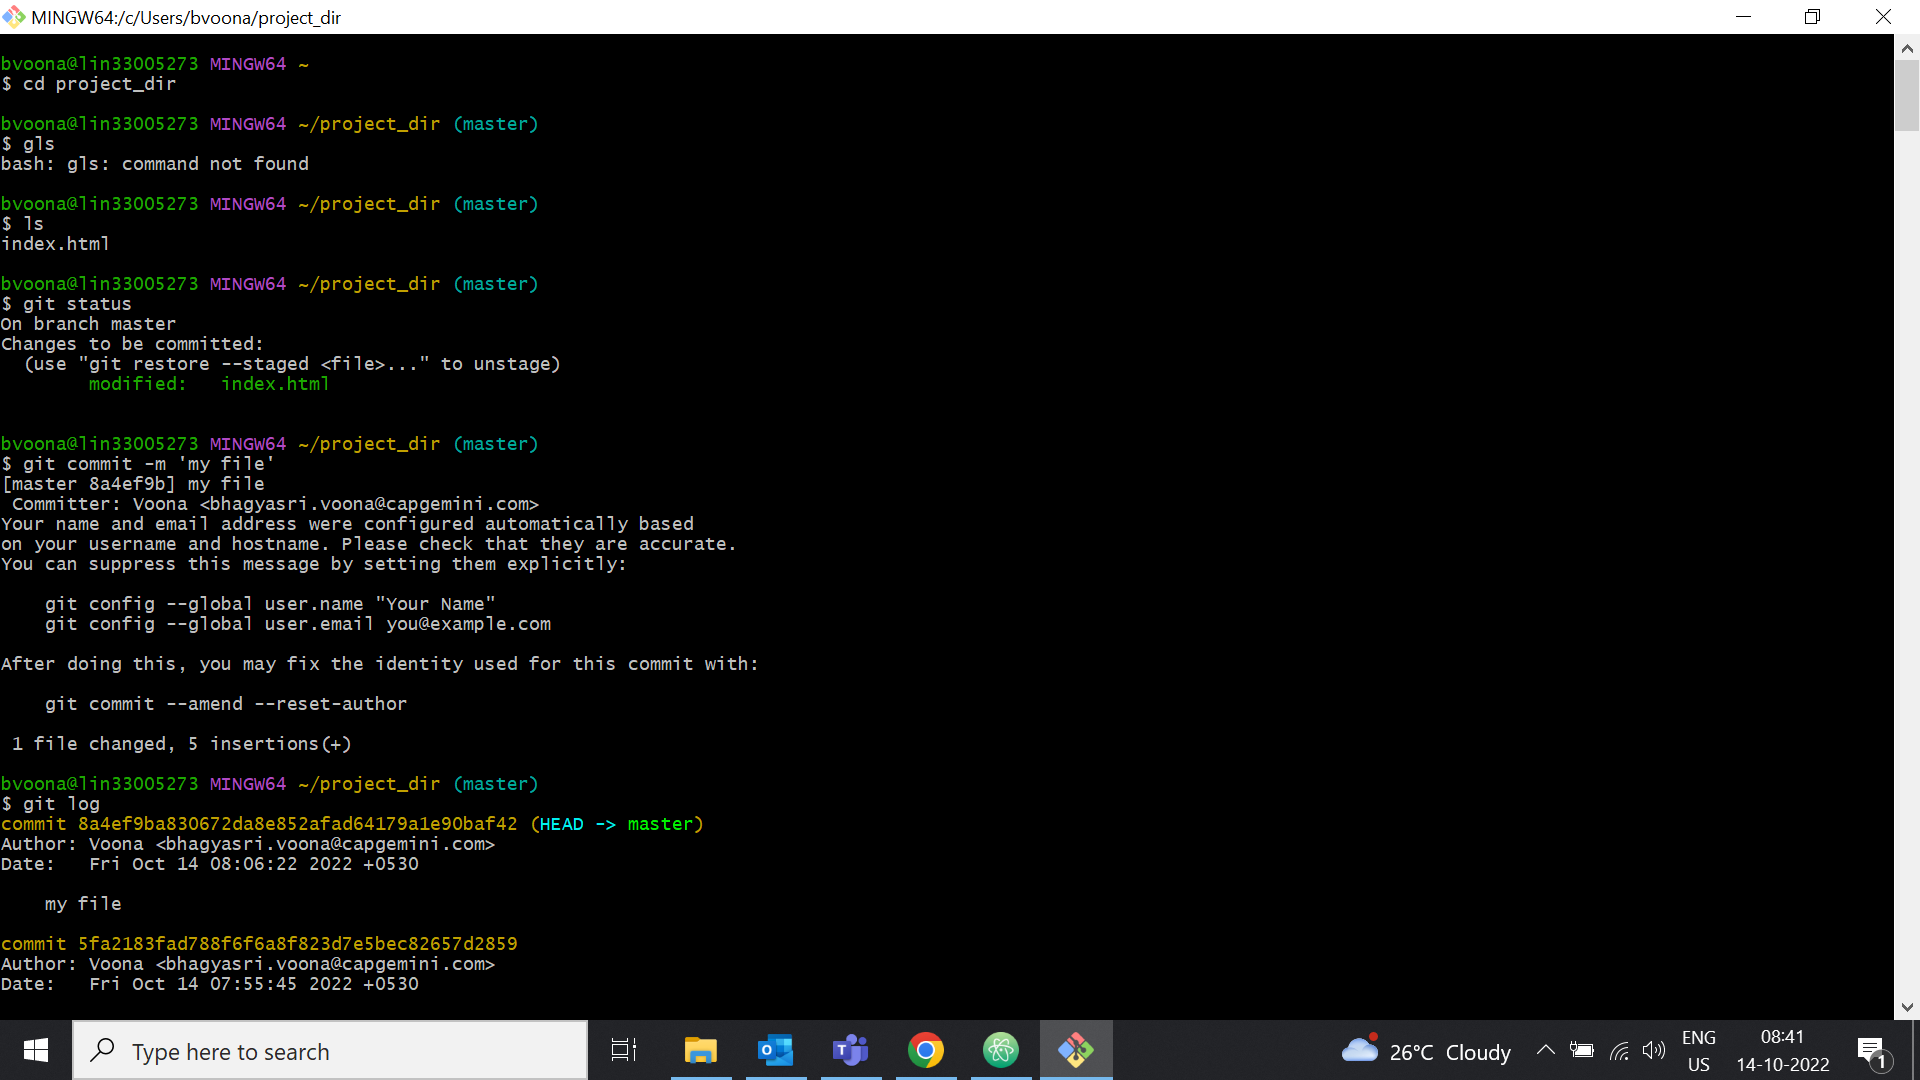 MINGW64:/c/Users/bvoona/project_dir
bvoona@lin33005273 MINGW64 ~
$ cd project_dir
bvoona@lin33005273 MINGW64 ~/project_dir (master)
$ gls
bash: gls: command not found
bvoona@lin33005273 MINGW64 ~/project_dir (master)
$ ls
index.html
bvoona@lin33005273 MINGW64 ~/project_dir (master)
$ git status
On branch master
Changes to be committed:
  (use "git restore --staged <file>..." to unstage)
        modified:   index.html
bvoona@lin33005273 MINGW64 ~/project_dir (master)
$ git commit -m 'my file'
[master 8a4ef9b] my file
 Committer: Voona <bhagyasri.voona@capgemini.com>
Your name and email address were configured automatically based
on your username and hostname. Please check that they are accurate.
You can suppress this message by setting them explicitly:
    git config --global user.name "Your Name"
    git config --global user.email you@example.com
After doing this, you may fix the identity used for this commit with:
    git commit --amend --reset-author
 1 file changed, 5 insertions(+)
bvoona@lin33005273 MINGW64 ~/project_dir (master)
$ git log
commit 8a4ef9ba830672da8e852afad64179a1e90baf42 (HEAD -> master)
Author: Voona <bhagyasri.voona@capgemini.com>
Date:   Fri Oct 14 08:06:22 2022 +0530
    my file
commit 5fa2183fad788f6f6a8f823d7e5bec82657d2859
Author: Voona <bhagyasri.voona@capgemini.com>
Date:   Fri Oct 14 07:55:45 2022 +0530
Type here to search
26°C Cloudy
ENG
US
08:41
14-10-2022
1